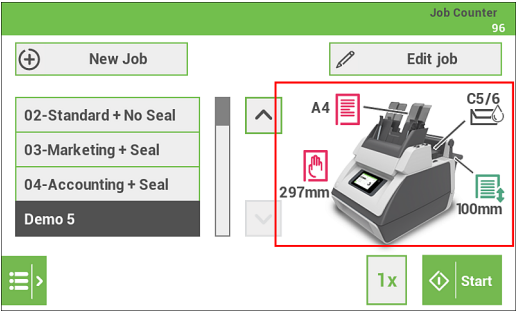 Job Counter
96
New Job
Edit job
02-Standard + No Seal
03-Marketing + Seal
04-Accounting + Seal
Demo 5
A4
C5/6
297mm
100mm
1x
Start